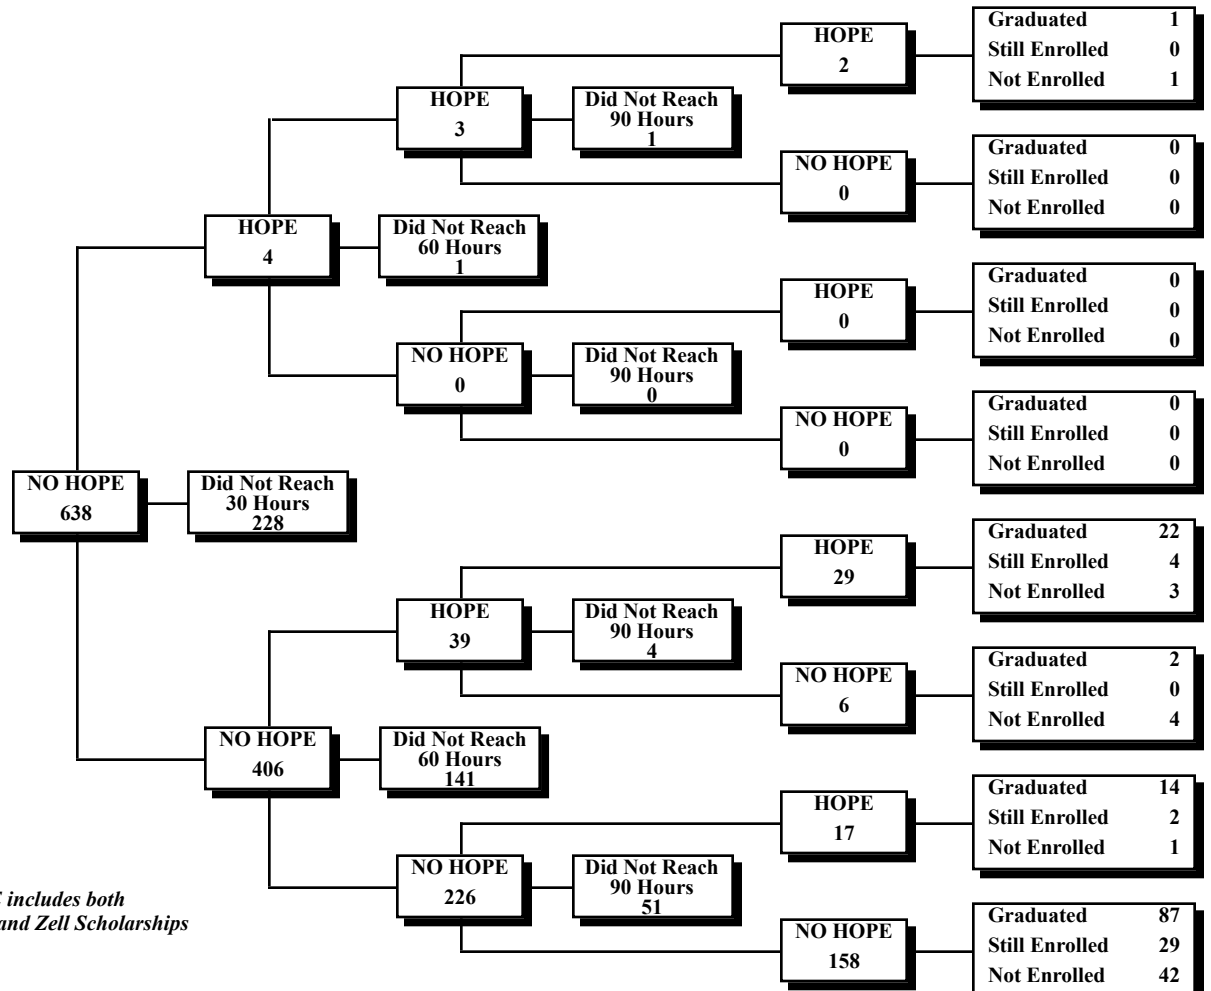 HOPE
2
Graduated 1
Still Enrolled 0
Not Enrolled 1
HOPE
3
Did Not Reach
90 Hours
1
NO HOPE
0
Graduated 0
Still Enrolled 0
Not Enrolled 0
HOPE
4
Did Not Reach
60 Hours
1
HOPE
0
Graduated 0
Still Enrolled 0
Not Enrolled 0
NO HOPE
0
Did Not Reach
90 Hours
0
NO HOPE
0
Graduated 0
Still Enrolled 0
Not Enrolled 0
NO HOPE
638
Did Not Reach
30 Hours
228
HOPE
29
Graduated 22
Still Enrolled 4
Not Enrolled 3
HOPE
39
Did Not Reach
90 Hours
4
NO HOPE
6
Graduated 2
Still Enrolled 0
Not Enrolled 4
NO HOPE
406
Did Not Reach
60 Hours
141
HOPE
17
Graduated 14
Still Enrolled 2
Not Enrolled 1
NO HOPE
226
Did Not Reach
90 Hours
51
NO HOPE
158
Graduated 87
Still Enrolled 29
Not Enrolled 42
includes both
and Zell Scholarships